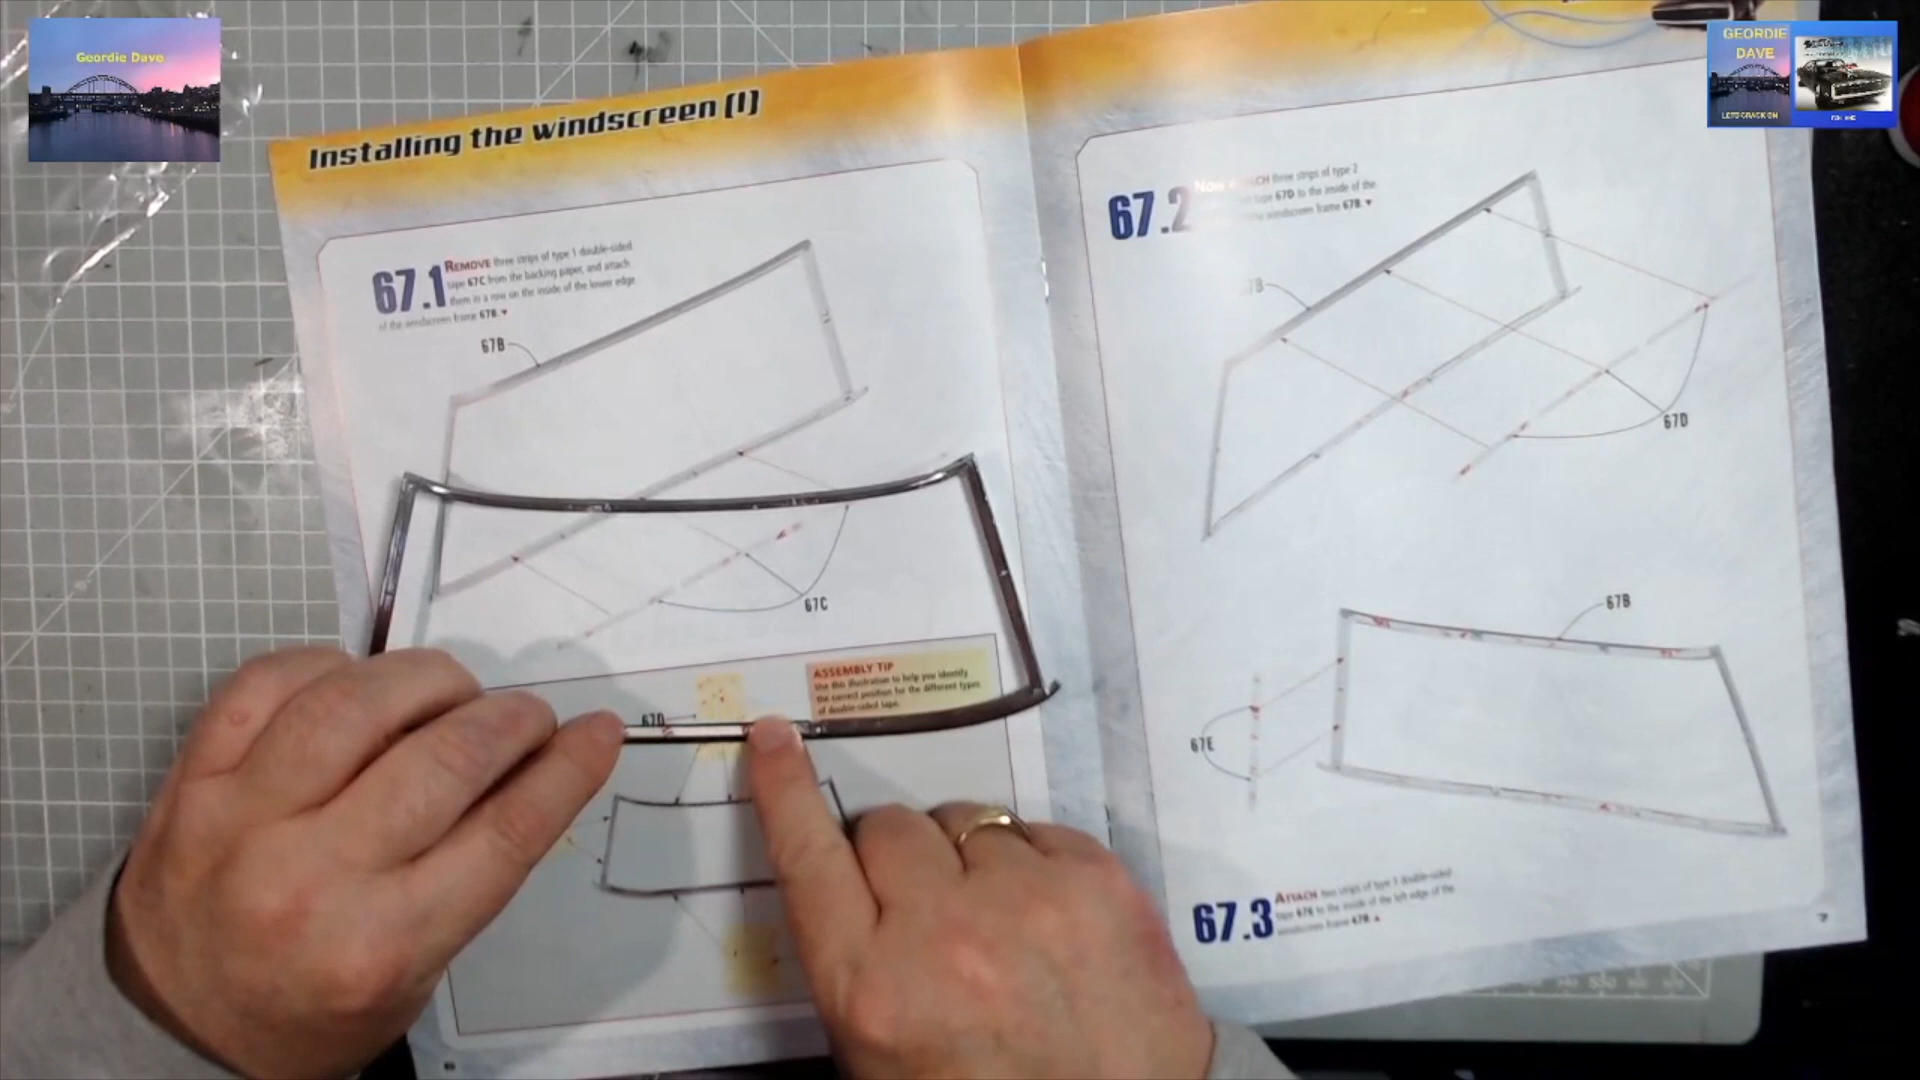 Geordie Dave
GEORDIE
DAVE
LETS CRACK ON
Installing the windscreen (I)
67.1
REMOVE three strips of type 1 double-sided
tape 67C from the backing paper, and attach
them in a row on the inside of the lower edge
of the windscreen frame 67B.
67B
67C
ASSEMBLY TIP
Use this illustration to help you identify
the correct position for the different types
of double-sided tape.
67D
6
67.2
Now three strips of type 2
tape 67D to the inside of the
windscreen frame 67B.
67D
67B
67E
67.3
ATTACH two strips of type double-sided
tape 67E to the inside of the left edge of the
windscreen frame 67B.
7